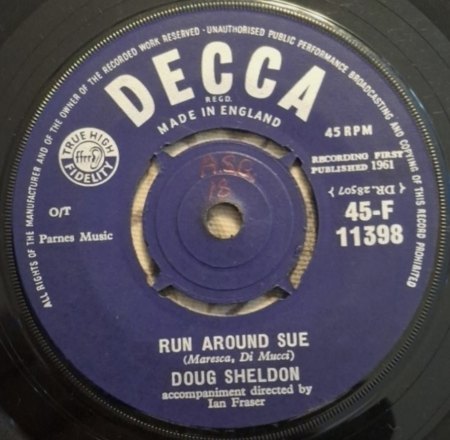 ALL RIGHTS OF THE MANUFACTURER AND OF THE OWNER OF THE RECORDED WORK RESERVED · UNAUTHORISED PUBLIC PERFORMANCE BROADCASTING AND COPYING OF THIS RECORD PROHIBITED
DECCA
REGD.
MADE IN ENGLAND
TRUE HIGH
ffrr
FIDELITY
45 RPM
RECORDING FIRST
PUBLISHED 1961
( DR.28507 )
45-F
11398
O/T
Parnes Music
A.S.C.
18
RUN AROUND SUE
(Maresca, Di Mucci)
DOUG SHELDON
accompaniment directed by
Ian Fraser